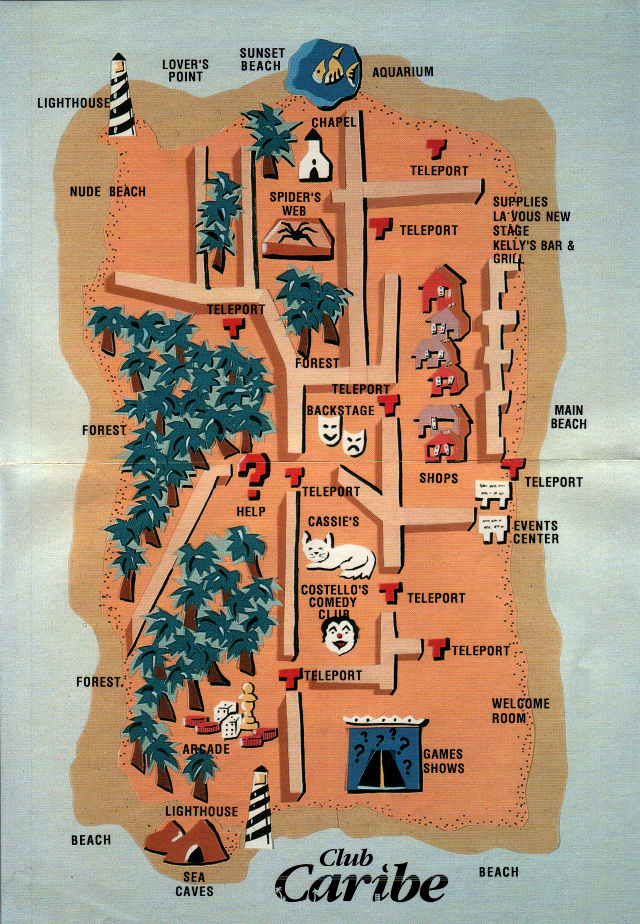 LOVER'S
POINT
SUNSET
BEACH
AQUARIUM
LIGHTHOUSE
CHAPEL
TELEPORT
NUDE BEACH
SPIDER'S
WEB
SUPPLIES
LA VOUS NEW
STAGE
KELLY'S BAR &
GRILL
TELEPORT
TELEPORT
FOREST
TELEPORT
BACKSTAGE
MAIN
BEACH
FOREST
SHOPS
TELEPORT
TELEPORT
?
HELP
CASSIE'S
EVENTS
CENTER
COSTELLO'S
COMEDY
CLUB
TELEPORT
TELEPORT
FOREST.
TELEPORT
WELCOME
ROOM
ARCADE
? ? ? ? ?
GAMES
SHOWS
LIGHTHOUSE
BEACH
SEA
CAVES
Club
Caribe
BEACH